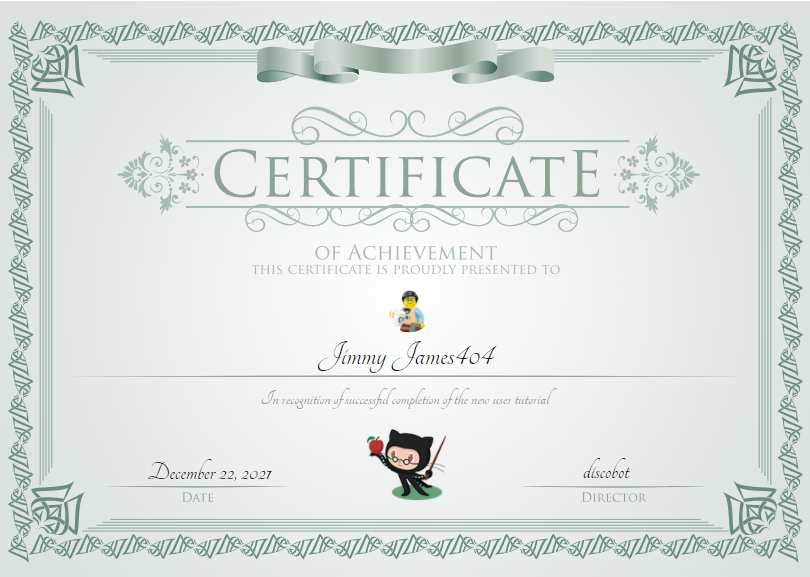 CERTIFICATE
OF ACHIEVEMENT
THIS CERTIFICATE IS PROUDLY PRESENTED TO
Jimmy James404
In recognition of successful completion of the new user tutorial
December 22, 2021
discobot
DATE
DIRECTOR